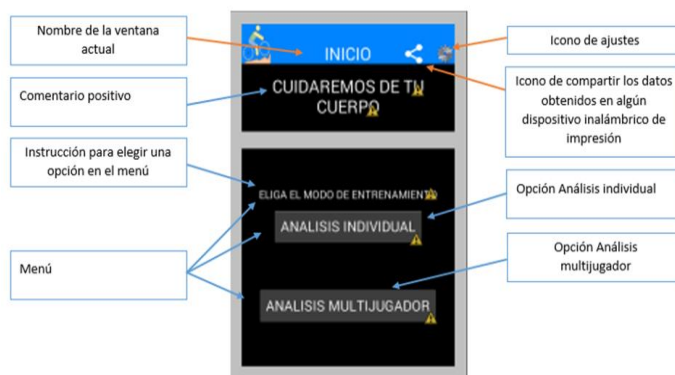 Nombre de la ventana
actual
Comentario positivo
Instrucción para elegir una
opción en el menú
Menú
INICIO
CUIDAREMOS DE TU
CUERPO
ELIGA EL MODO DE ENTRENAMIENTO
ANALISIS INDIVIDUAL
ANALISIS MULTIJUGADOR
Icono de ajustes
Icono de compartir los datos
obtenidos en algún
dispositivo inalámbrico de
impresión
Opción Análisis individual
Opción Análisis
multijugador